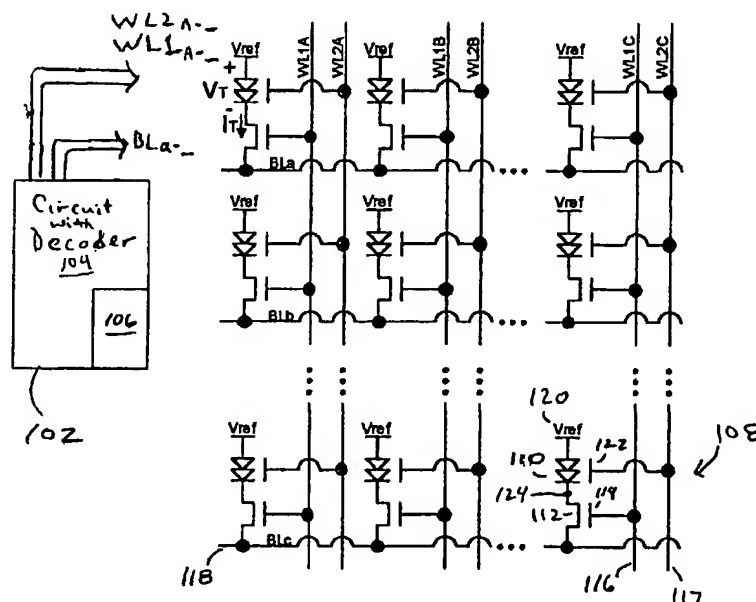 WL2A-_
WL1A-_
BLa-_
Circuit
with
Decoder
104
106
102
Vref
WL1A
WL2A
Vref
WL1B
WL2B
Vref
WL1C
WL2C
+
VT
-
iT
BLa
...
Vref
Vref
Vref
BLb
...
...
...
...
120
Vref
Vref
Vref
108
110
122
124
112
119
BLc
...
118
116
117